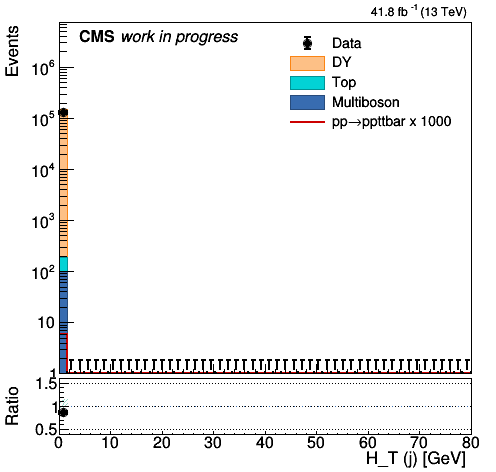 41.8 fb⁻¹ (13 TeV)
CMS work in progress
Events
Data
DY
Top
Multiboson
pp→ppttbar x 1000
10⁶
10⁵
10⁴
10³
10²
10
1
Ratio
1.5
1
0.5
0 10 20 30 40 50 60 70 80
H_T (j) [GeV]